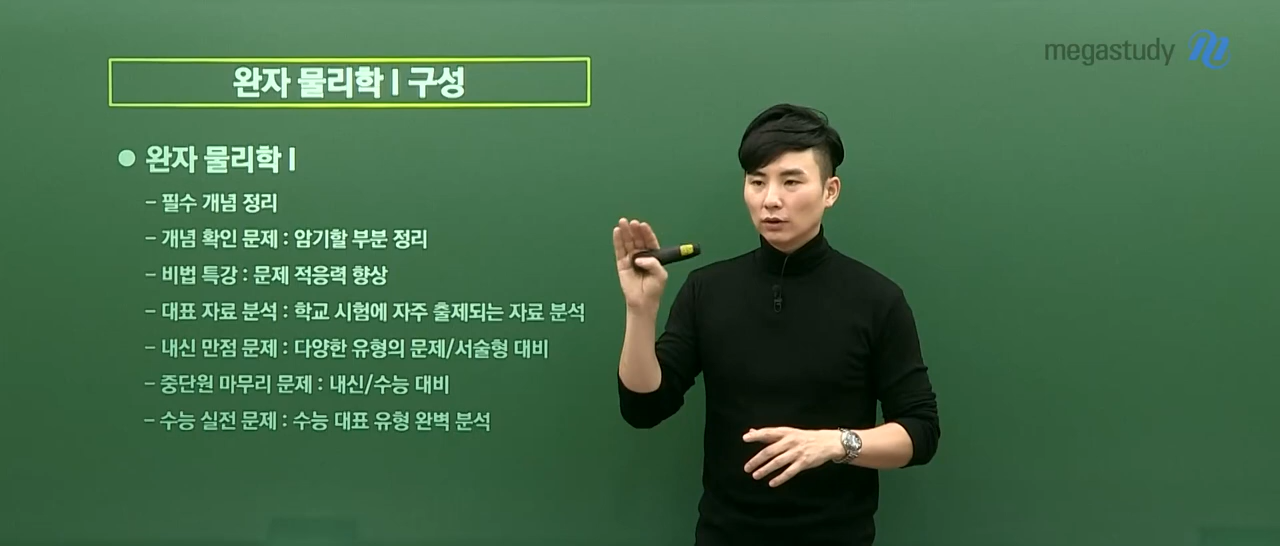 megastudy
완자 물리학 I 구성
완자 물리학 I
– 필수 개념 정리
– 개념 확인 문제 : 암기할 부분 정리
– 비법 특강 : 문제 적응력 향상
– 대표 자료 분석 : 학교 시험에 자주 출제되는 자료 분석
– 내신 만점 문제 : 다양한 유형의 문제/서술형 대비
– 중단원 마무리 문제 : 내신/수능 대비
– 수능 실전 문제 : 수능 대표 유형 완벽 분석